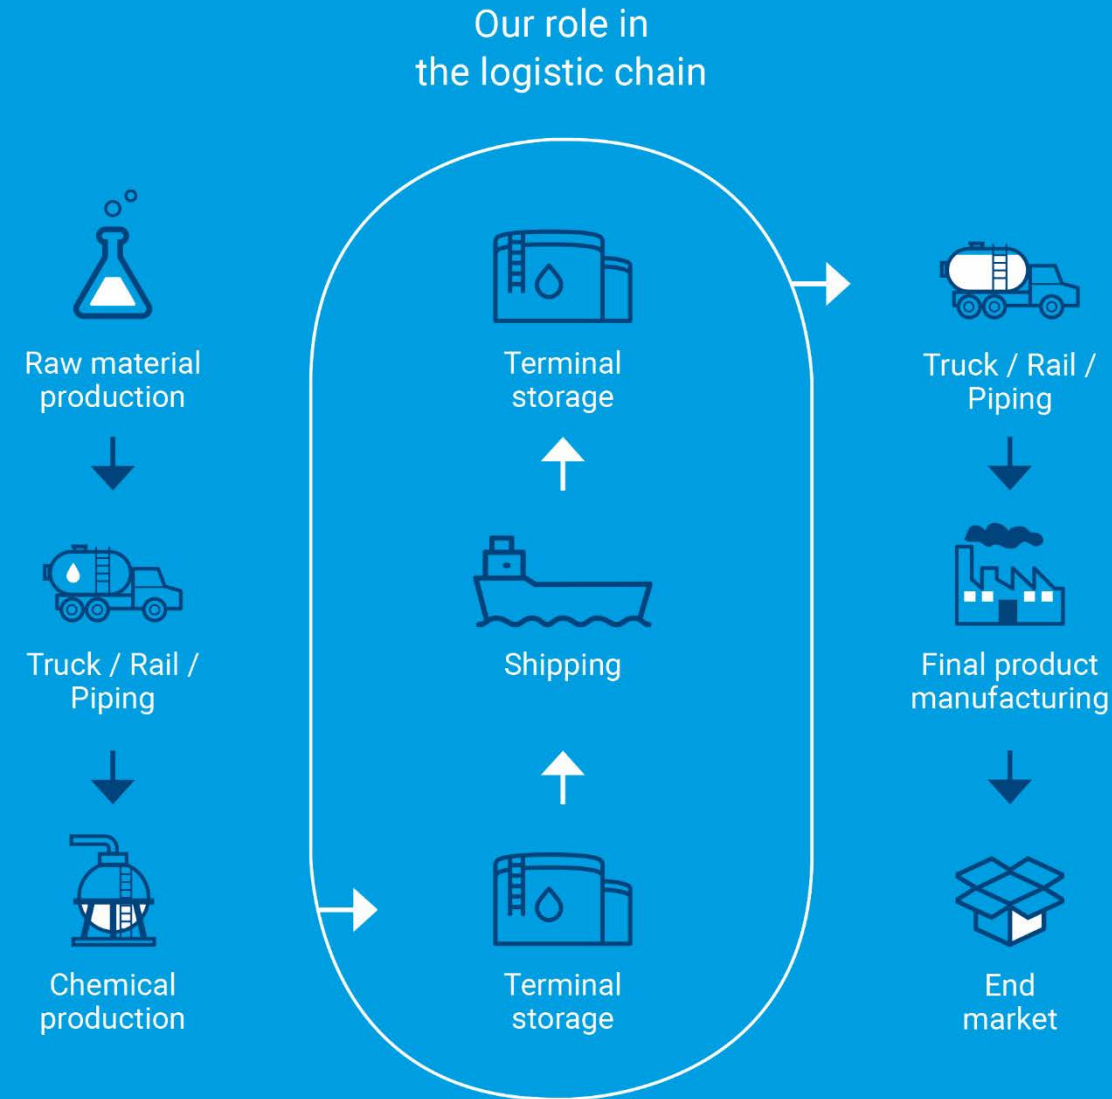 Our role in
the logistic chain
Raw material
production
Truck / Rail /
Piping
Chemical
production
Terminal
storage
Shipping
Terminal
storage
Truck / Rail /
Piping
Final product
manufacturing
End
market